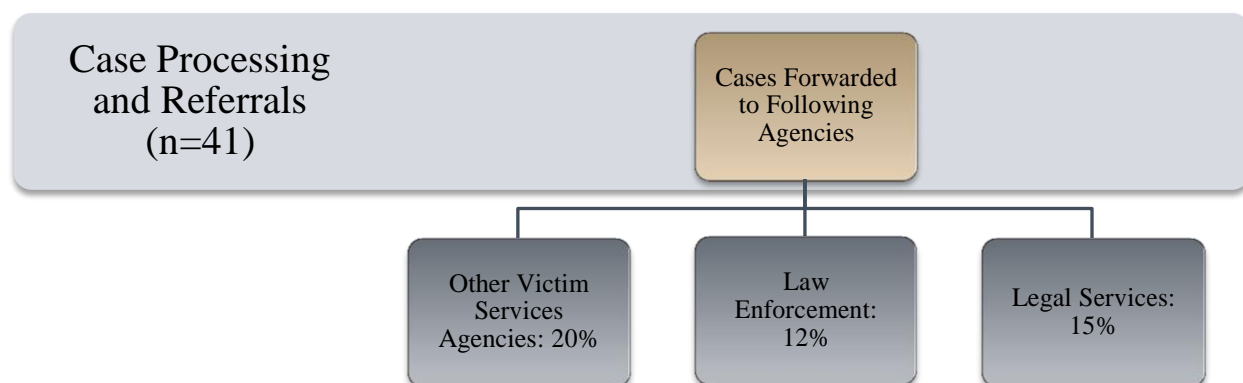 Case Processing
and Referrals
(n=41)
Cases Forwarded
to Following
Agencies
Other Victim
Services
Agencies: 20%
Law
Enforcement:
12%
Legal Services:
15%